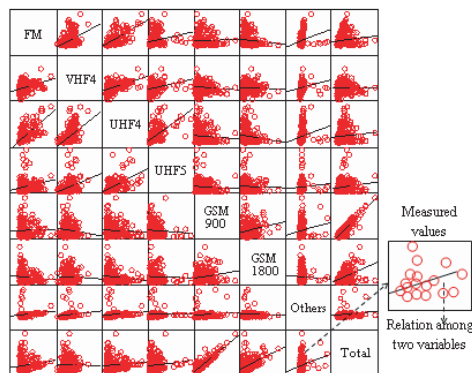 FM
VHF4
UHF4
UHF5
GSM
900
GSM
1800
Others
Total
Measured
values
Relation among
two variables